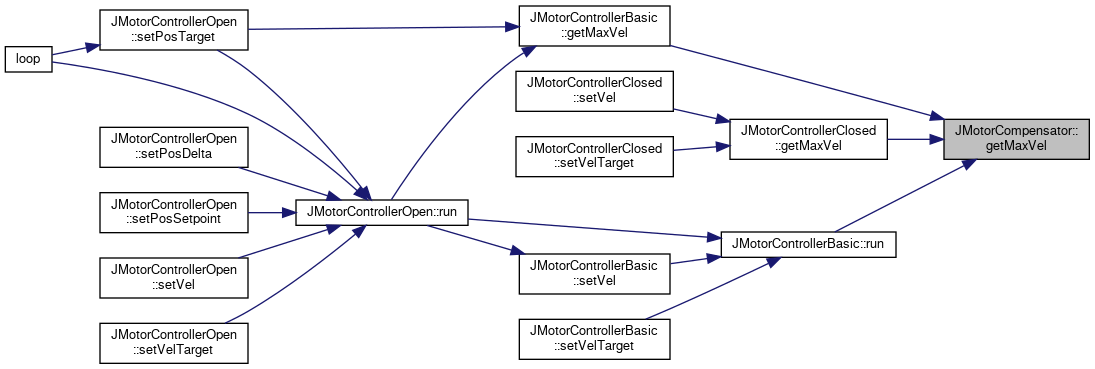 JMotorControllerOpen
::setPosTarget
loop
JMotorControllerBasic
::getMaxVel
JMotorControllerClosed
::setVel
JMotorControllerClosed
::setVelTarget
JMotorControllerClosed
::getMaxVel
JMotorCompensator::
getMaxVel
JMotorControllerOpen
::setPosDelta
JMotorControllerOpen
::setPosSetpoint
JMotorControllerOpen::run
JMotorControllerBasic::run
JMotorControllerOpen
::setVel
JMotorControllerBasic
::setVel
JMotorControllerOpen
::setVelTarget
JMotorControllerBasic
::setVelTarget